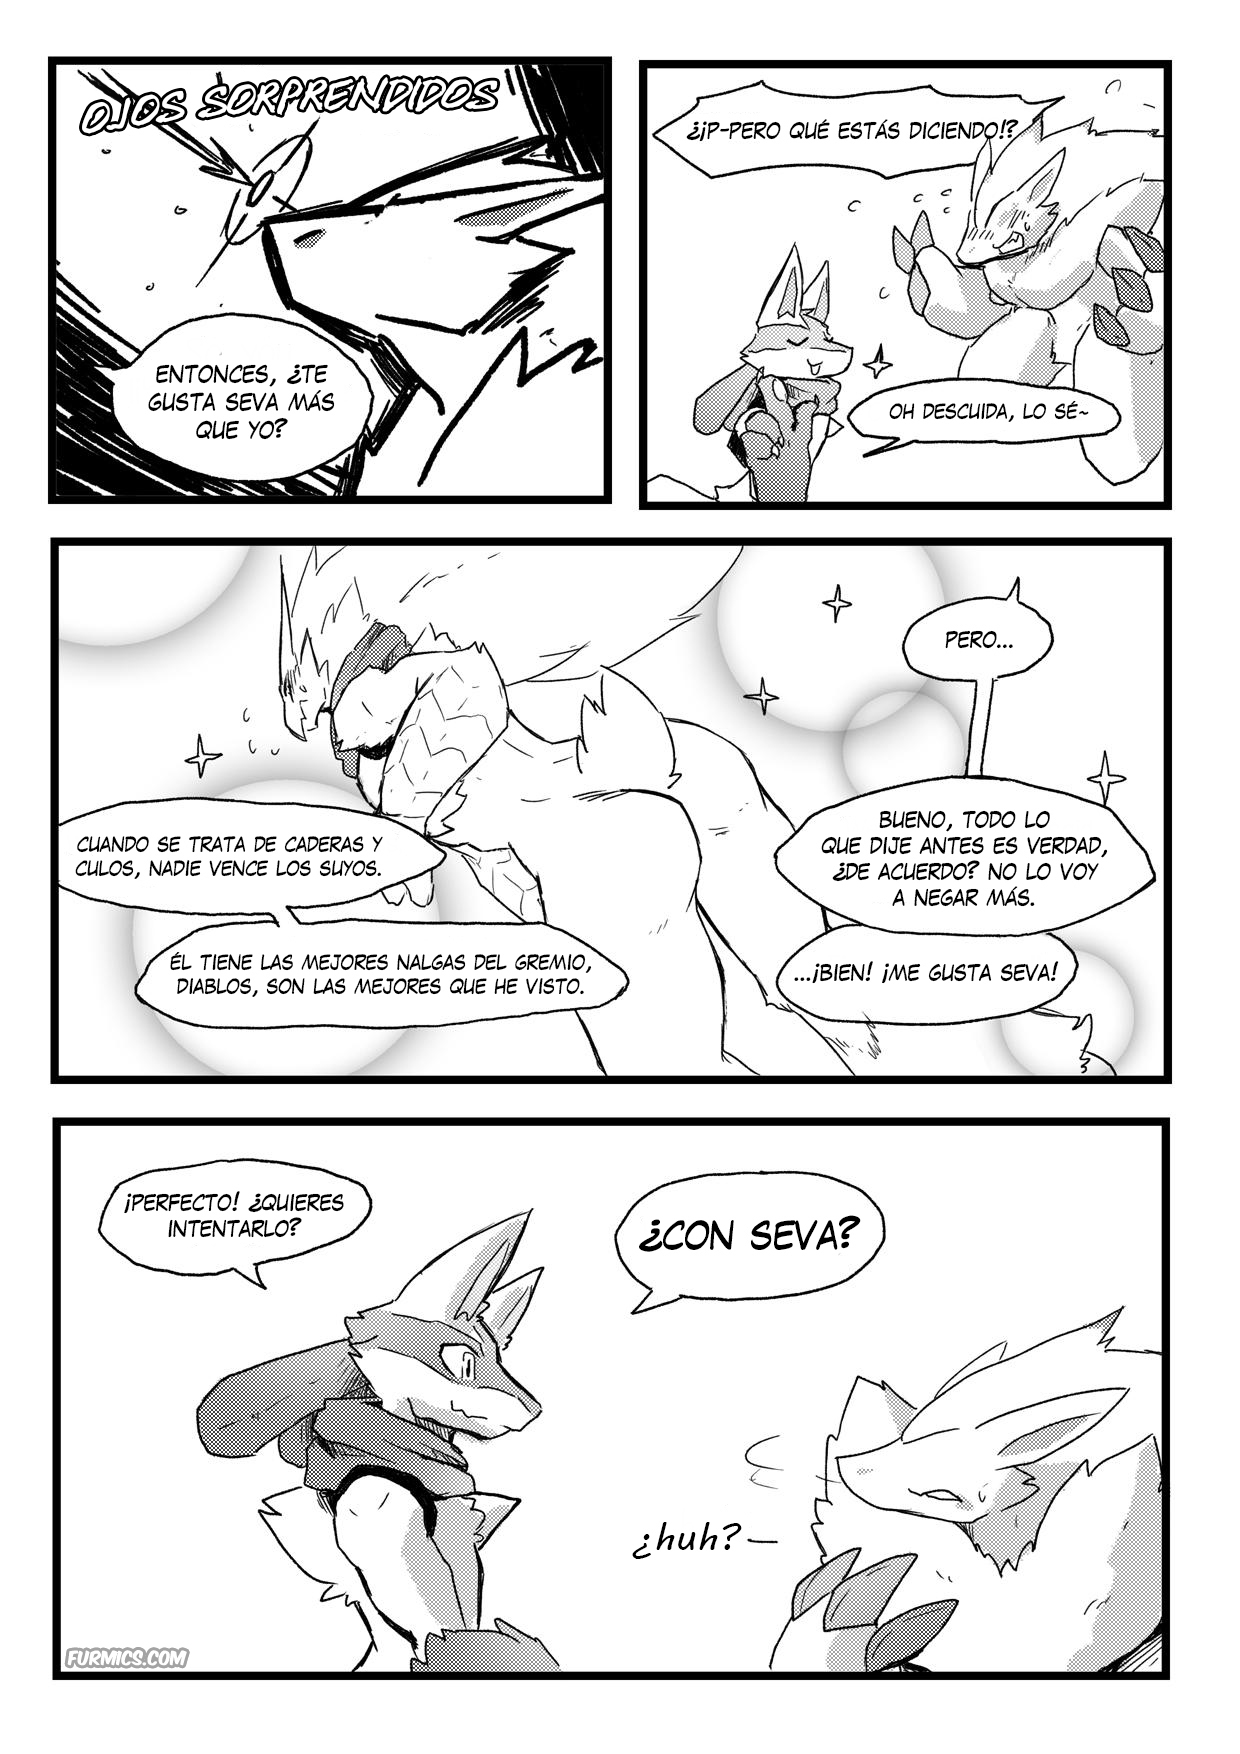 OJOS SORPRENDIDOS
ENTONCES, ¿TE
GUSTA SEVA MÁS
QUE YO?
¿¡P-PERO QUÉ ESTÁS DICIENDO!?
OH DESCUIDA, LO SÉ~
PERO...
BUENO, TODO LO
QUE DIJE ANTES ES VERDAD,
¿DE ACUERDO? NO LO VOY
A NEGAR MÁS.
CUANDO SE TRATA DE CADERAS Y
CULOS, NADIE VENCE LOS SUYOS.
ÉL TIENE LAS MEJORES NALGAS DEL GREMIO,
DIABLOS, SON LAS MEJORES QUE HE VISTO.
...¡BIEN! ¡ME GUSTA SEVA!
¡PERFECTO! ¿QUIERES
INTENTARLO?
¿CON SEVA?
¿huh?
FURMICS.COM